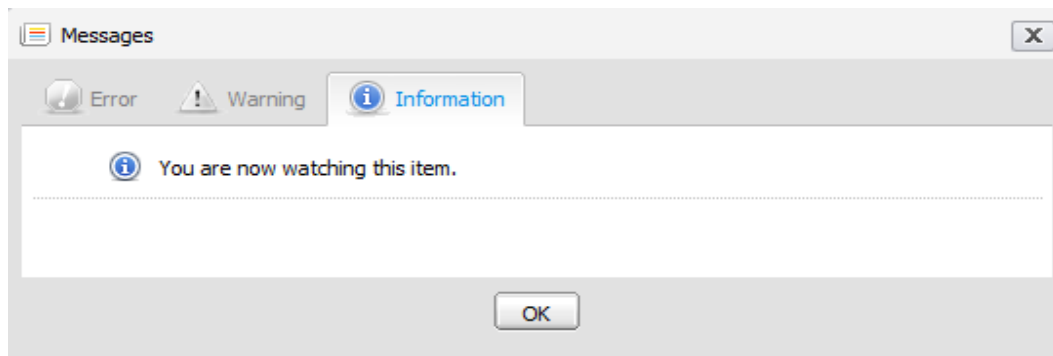 Messages
X
Error Warning Information
You are now watching this item.
OK